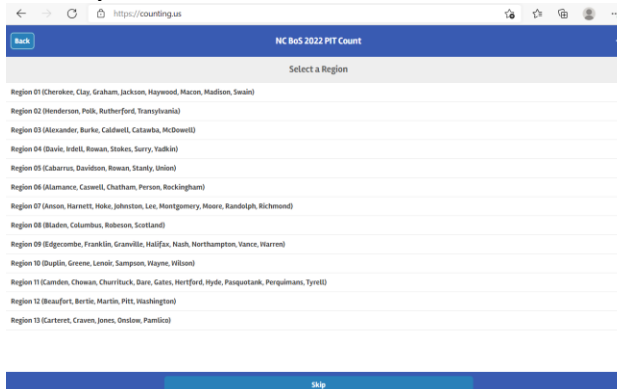 https://counting.us
Back
NC BoS 2022 PIT Count
Select a Region
Region 01 (Cherokee, Clay, Graham, Jackson, Haywood, Macon, Madison, Swain)
Region 02 (Henderson, Polk, Rutherford, Transylvania)
Region 03 (Alexander, Burke, Caldwell, Catawba, McDowell)
Region 04 (Davie, Iredell, Rowan, Stokes, Surry, Yadkin)
Region 05 (Cabarrus, Davidson, Rowan, Stanly, Union)
Region 06 (Alamance, Caswell, Chatham, Person, Rockingham)
Region 07 (Anson, Harnett, Hoke, Johnston, Lee, Montgomery, Moore, Randolph, Richmond)
Region 08 (Bladen, Columbus, Robeson, Scotland)
Region 09 (Edgecombe, Franklin, Granville, Halifax, Nash, Northampton, Vance, Warren)
Region 10 (Duplin, Greene, Lenoir, Sampson, Wayne, Wilson)
Region 11 (Camden, Chowan, Churrituck, Dare, Gates, Hertford, Hyde, Pasquotank, Perquimans, Tyrell)
Region 12 (Beaufort, Bertie, Martin, Pitt, Washington)
Region 13 (Carteret, Craven, Jones, Onslow, Pamlico)
Skip